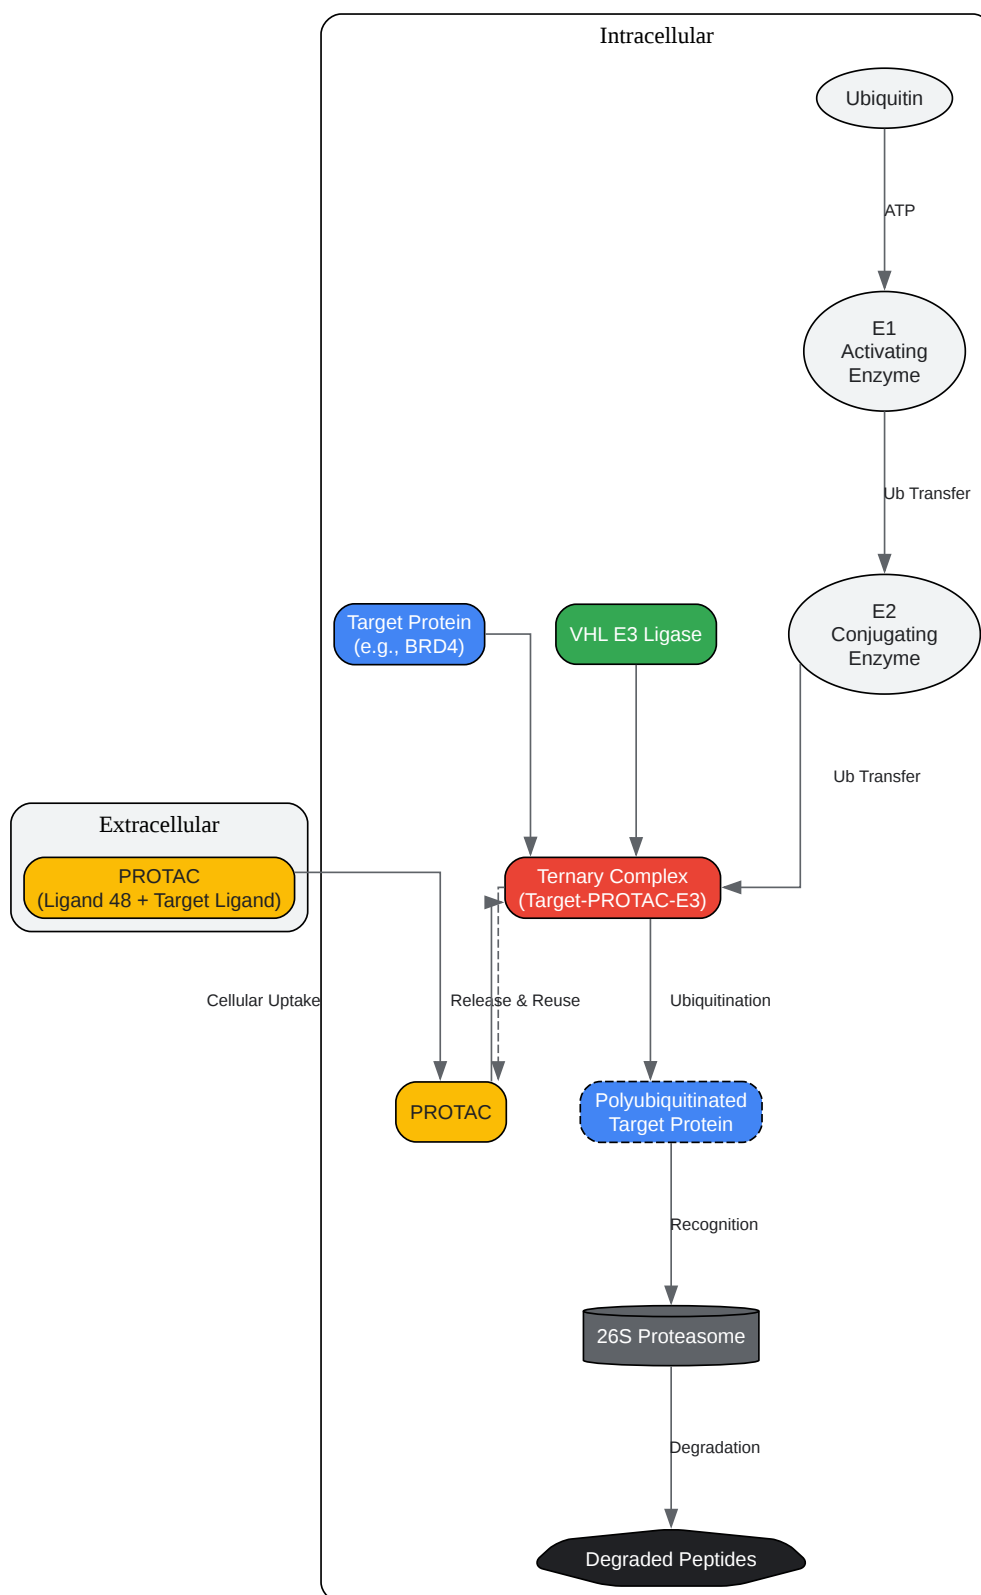 Intracellular
Ubiquitin
ATP
E1
Activating
Enzyme
Ub Transfer
E2
Conjugating
Enzyme
Target Protein
(e.g., BRD4)
VHL E3 Ligase
Ub Transfer
Extracellular
PROTAC
(Ligand 48 + Target Ligand)
Ternary Complex
(Target-PROTAC-E3)
Cellular Uptake
Release & Reuse
Ubiquitination
PROTAC
Polyubiquitinated
Target Protein
Recognition
26S Proteasome
Degradation
Degraded Peptides